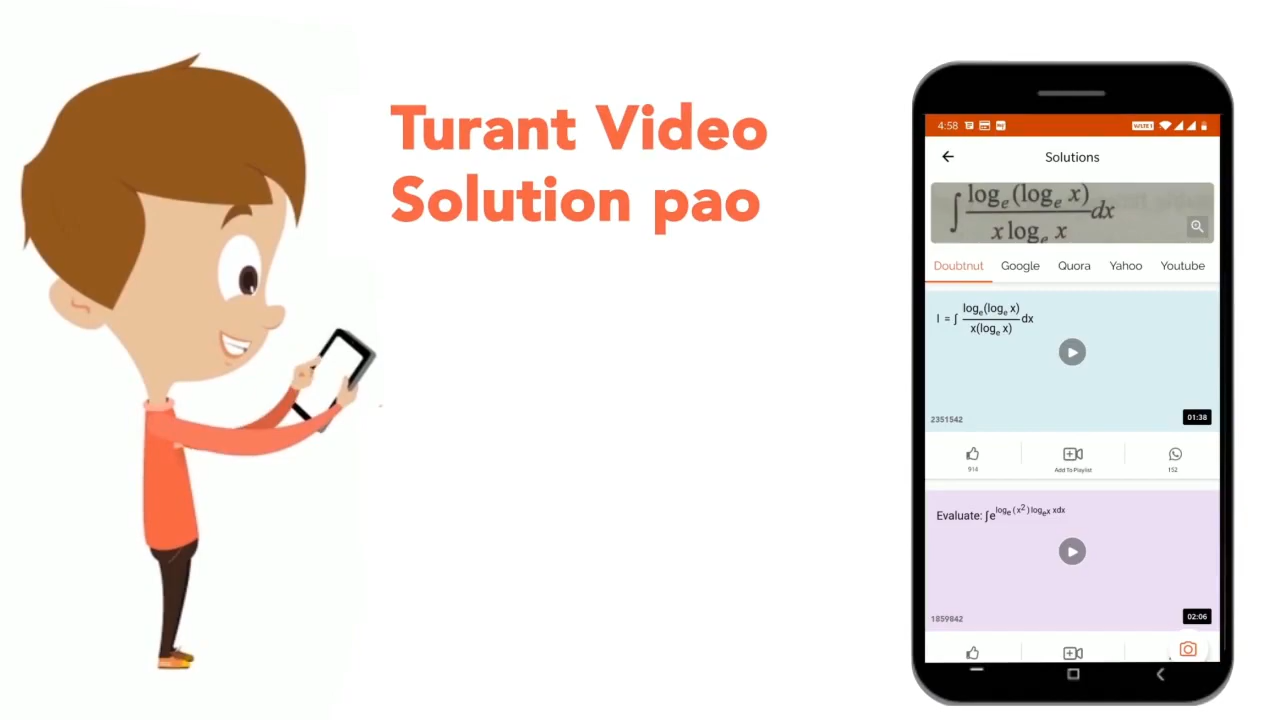 Turant Video
Solution pao
4:58
VoLTE1
Solutions
∫ logₑ(logₑ x) / x logₑ x dx
Doubtnut Google Quora Yahoo Youtube
I = ∫ logₑ(logₑ x) / x(logₑ x) dx
2351542 01:38
914 Add To Playlist 152
Evaluate: ∫e^logₑ(x²)logₑx xdx
1859842 02:06